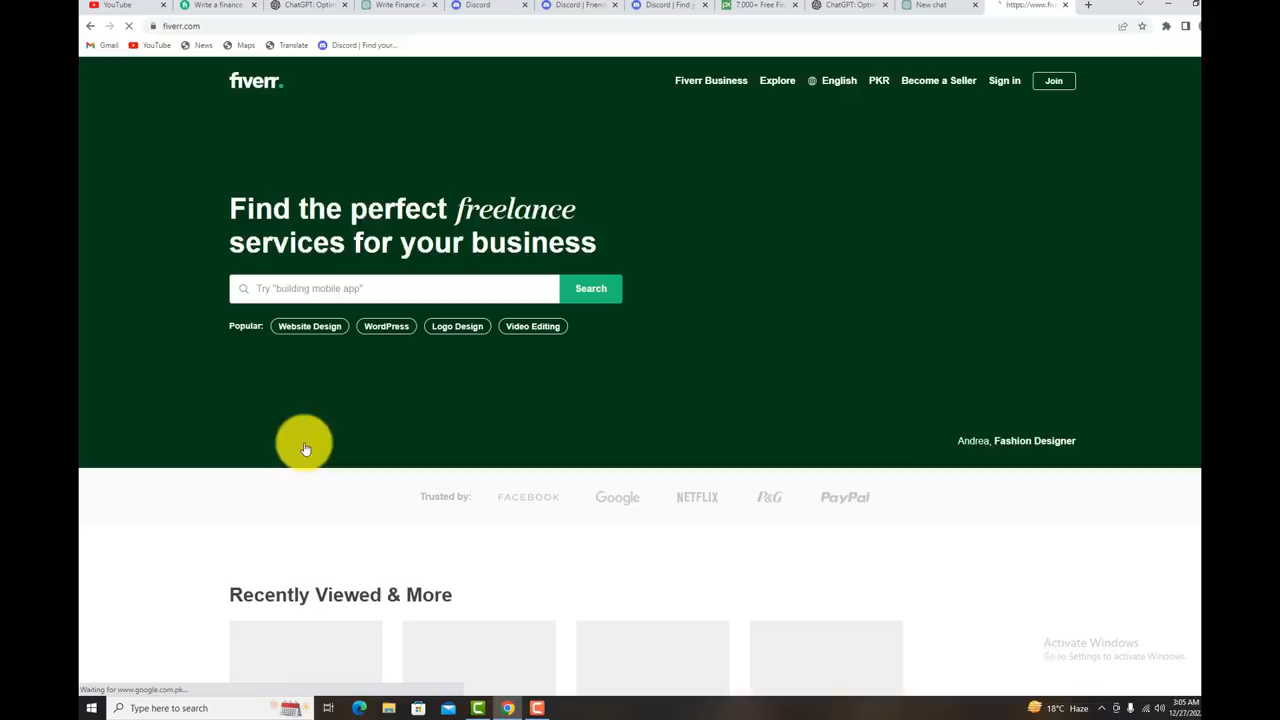 YouTube
Write a finance
ChatGPT: Optim
Write Finance A
Discord
Discord | Friend
Discord | Find y
7.000+ Free Fi
ChatGPT: Optim
New chat
https://www.fiv
fiverr.com
Gmail
YouTube
News
Maps
Translate
Discord | Find your...
fiverr.
Fiverr Business
Explore
English
PKR
Become a Seller
Sign in
Join
Find the perfect freelance
services for your business
Try "building mobile app"
Search
Popular:
Website Design
WordPress
Logo Design
Video Editing
Andrea, Fashion Designer
Trusted by:
FACEBOOK
Google
NETFLIX
P&G
PayPal
Recently Viewed & More
Activate Windows
Go to Settings to activate Windows.
Waiting for www.google.com.pk...
Type here to search
18°C Haze
3:05 AM